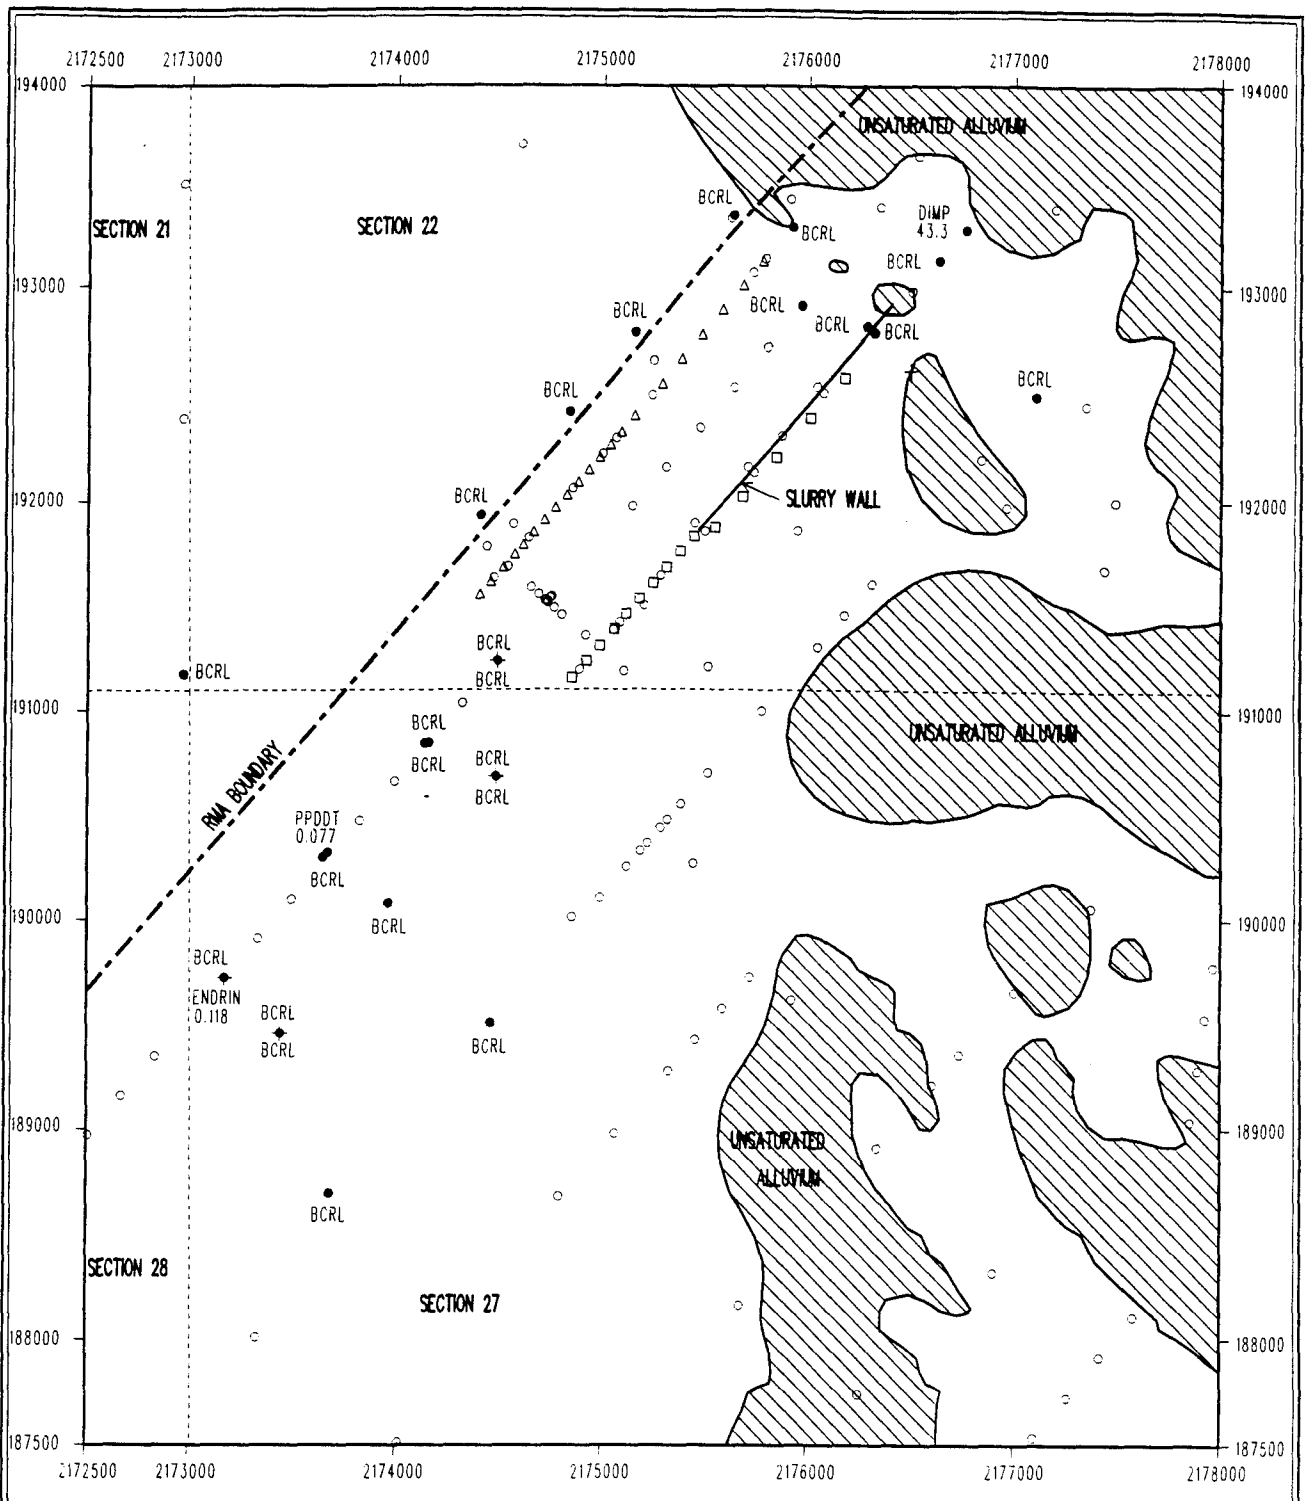 2172500 2173000 2174000 2175000 2176000 2177000 2178000
194000
194000
UNSATURATED ALLUVIUM
BCRL
DIMP
43.3
SECTION 21
SECTION 22
BCRL
BCRL
193000
193000
BCRL
BCRL
BCRL
BCRL
BCRL
BCRL
BCRL
192000
SLURRY WALL
192000
BCRL
BCRL
BCRL
191000
BCRL
191000
UNSATURATED ALLUVIUM
RMA BOUNDARY
BCRL
BCRL
BCRL
PPDDT
0.077
BCRL
190000
BCRL
190000
BCRL
ENDRIN
0.118
BCRL
BCRL
BCRL
189000
189000
UNSATURATED
ALLUVIUM
BCRL
SECTION 28
SECTION 27
188000
188000
187500
187500
2172500 2173000 2174000 2175000 2176000 2177000 2178000